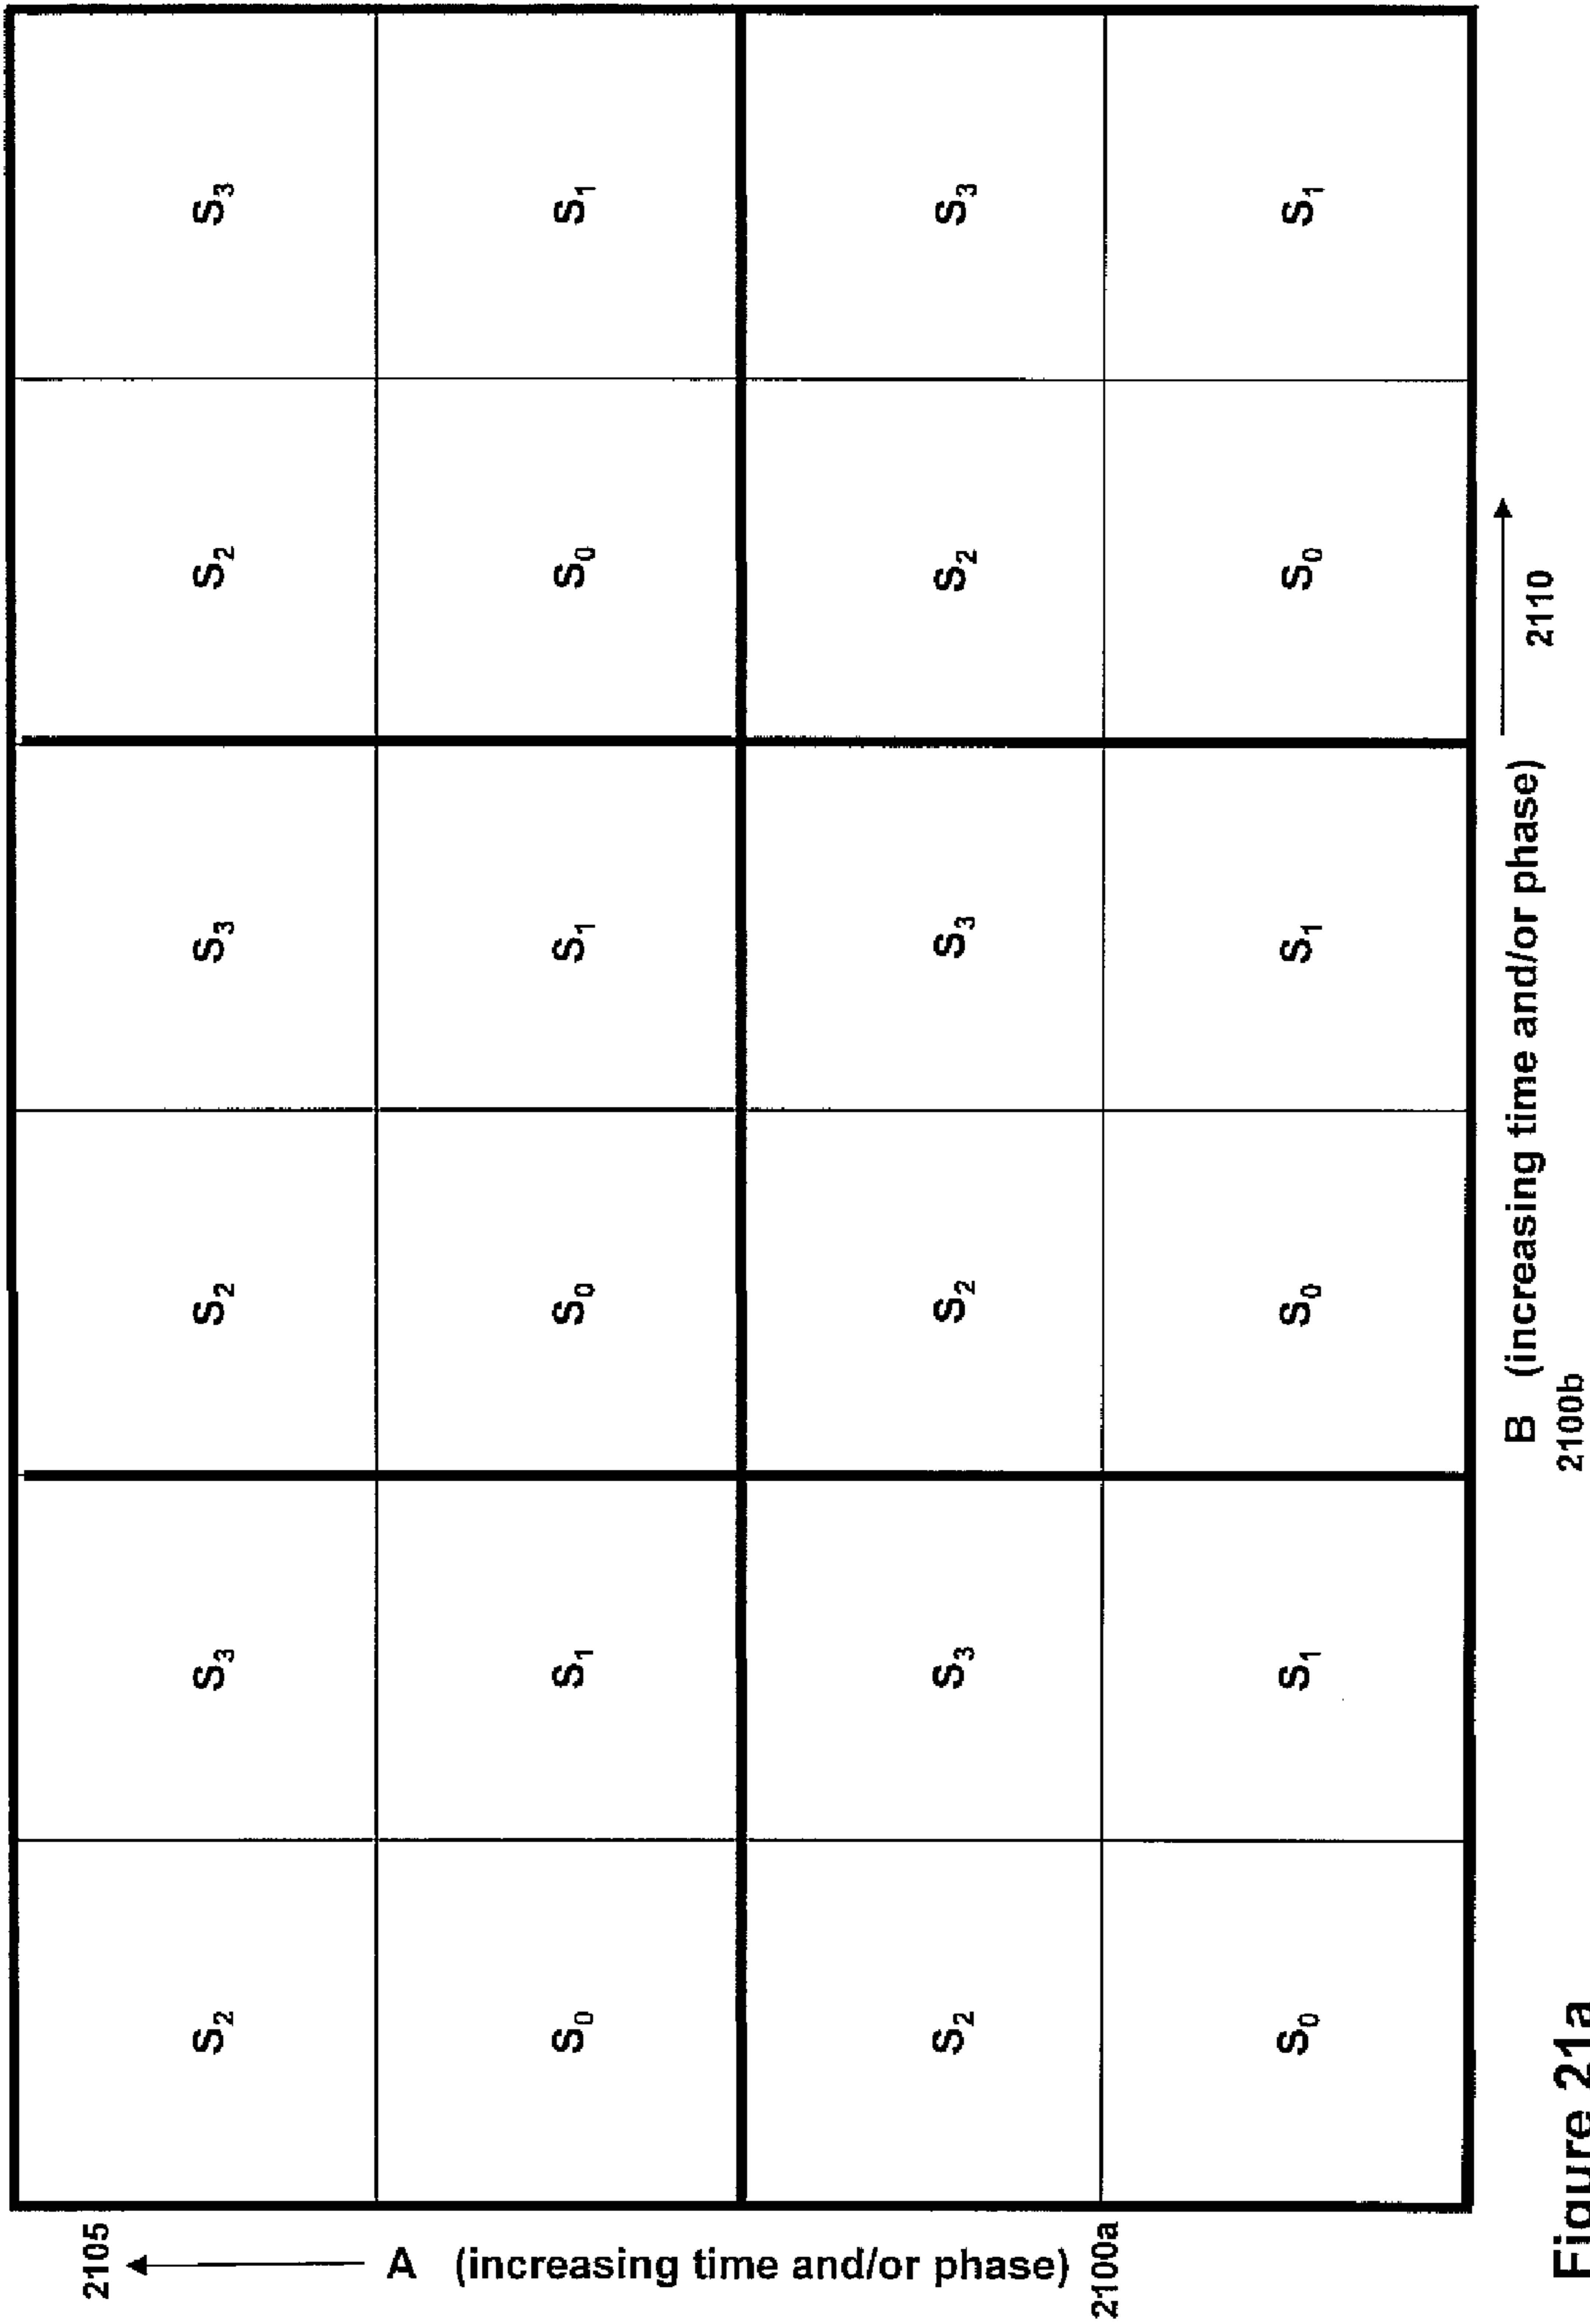 2105
A (increasing time and/or phase)
2100a
S₂ S₃ S₂ S₃ S₂ S₃
S₀ S₁ S₀ S₁ S₀ S₁
S₂ S₃ S₂ S₃ S₂ S₃
S₀ S₁ S₀ S₁ S₀ S₁
B (increasing time and/or phase)
2110
2100b
Figure 21a